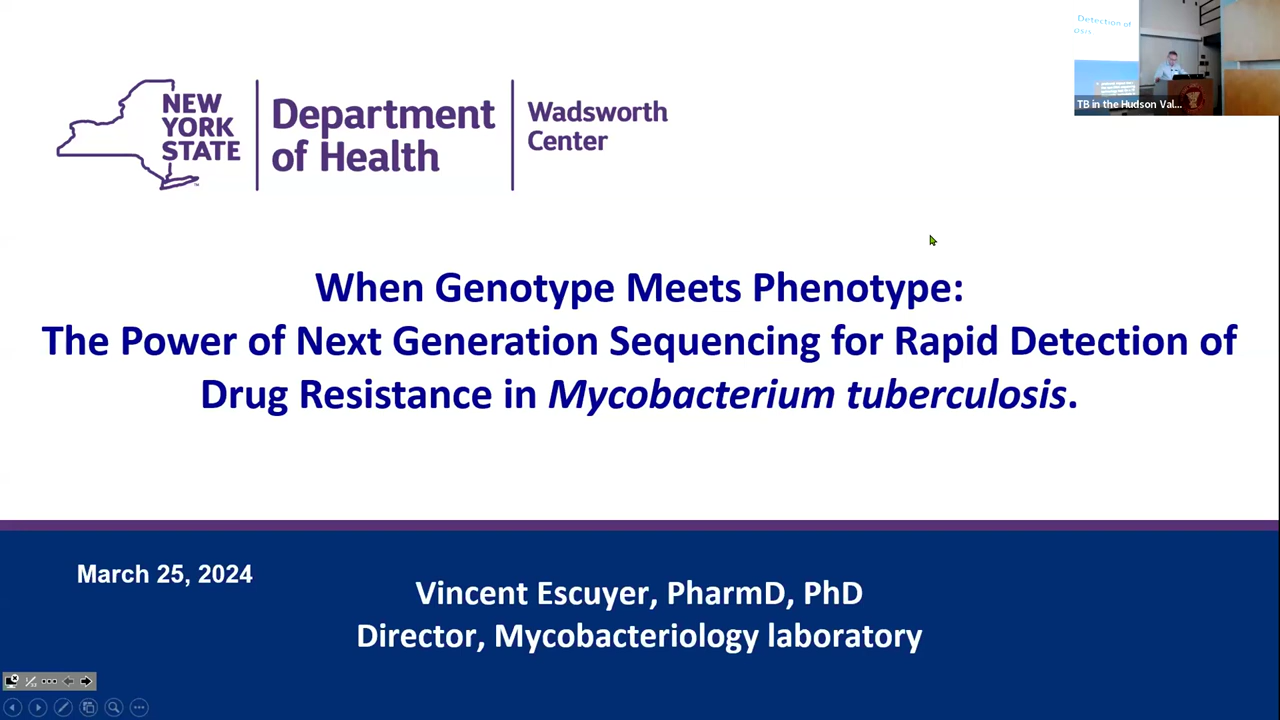 NEW
YORK
STATE
Department
of Health
Wadsworth
Center
Detection of
TB in the Hudson Val...
When Genotype Meets Phenotype:
The Power of Next Generation Sequencing for Rapid Detection of
Drug Resistance in Mycobacterium tuberculosis.
March 25, 2024
Vincent Escuyer, PharmD, PhD
Director, Mycobacteriology laboratory